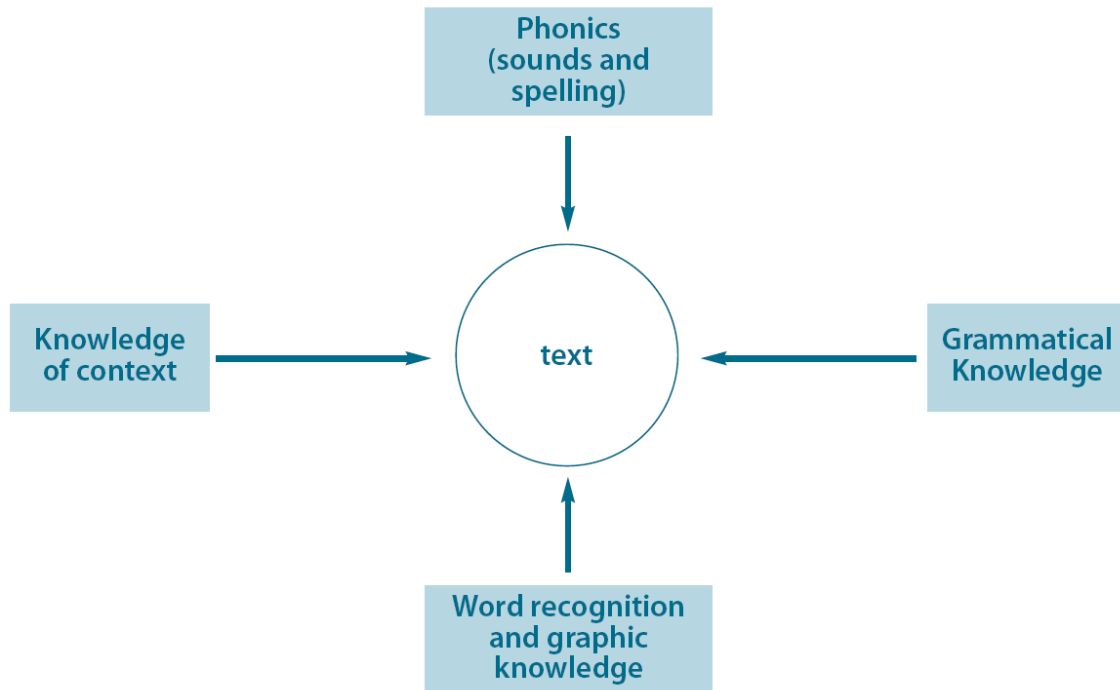 Phonics
(sounds and
spelling)
Knowledge
of context
text
Grammatical
Knowledge
Word recognition
and graphic
knowledge